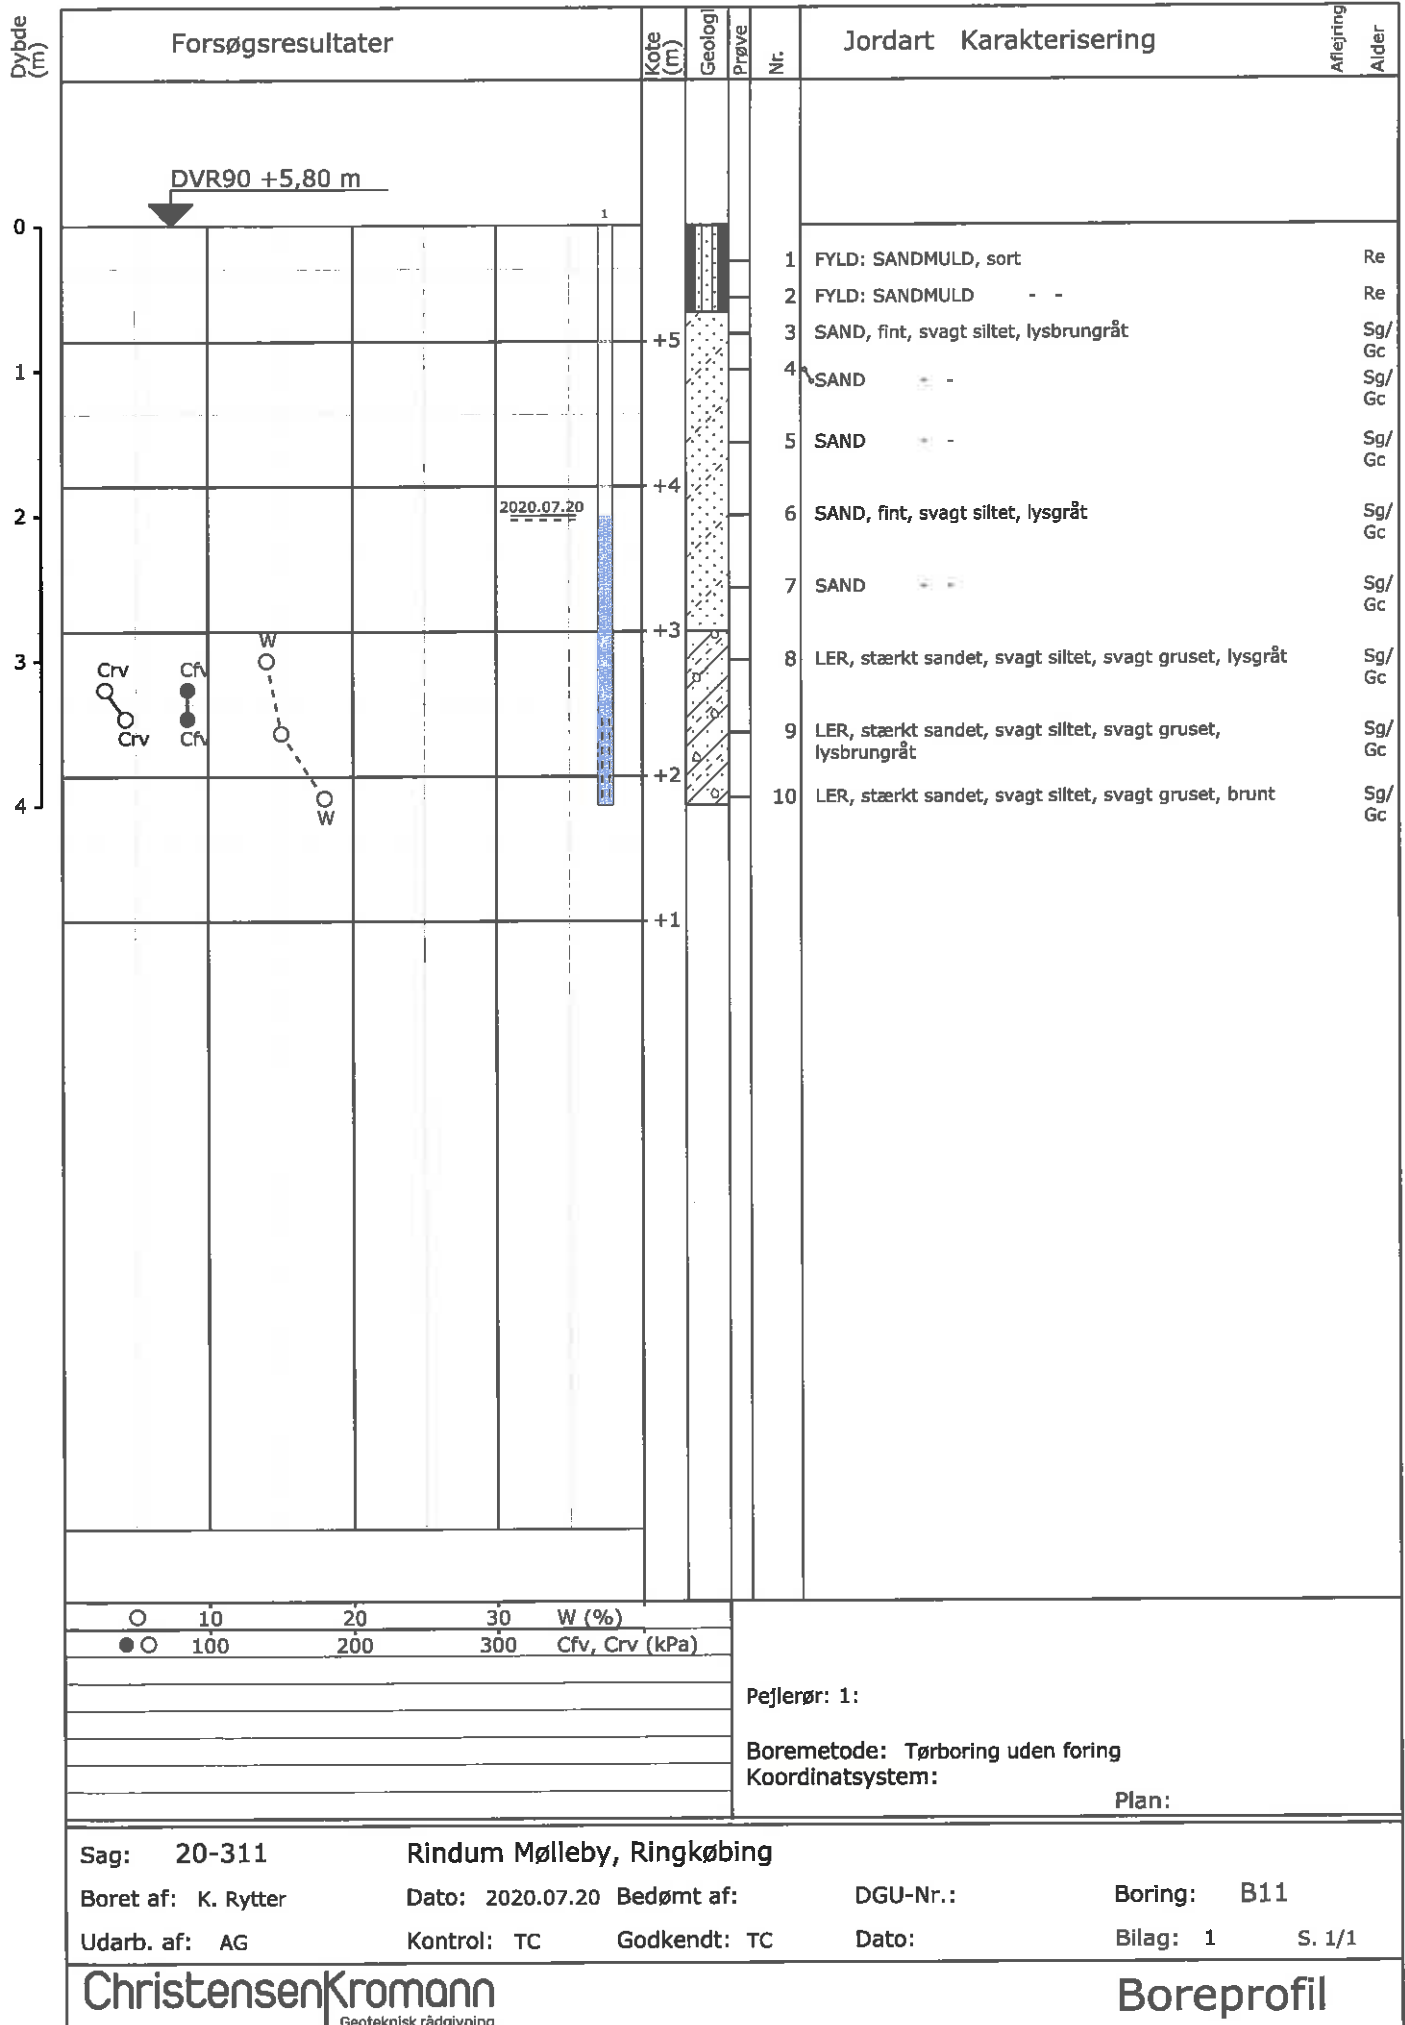 Dybde (m)
Forsøgsresultater
Kote (m)
Geologi
Prøve
Nr.
Jordart Karakterisering
Aflejring
Alder
DVR90 +5,80 m
1
0
1 FYLD: SANDMULD, sort Re
2 FYLD: SANDMULD - - Re
+5
3 SAND, fint, svagt siltet, lysbrungråt Sg/
Gc
1
4 SAND - - Sg/
Gc
5 SAND - - Sg/
Gc
+4
2
2020.07.20
6 SAND, fint, svagt siltet, lysgråt Sg/
Gc
7 SAND - - Sg/
Gc
+3
W
3
Crv Cfv
8 LER, stærkt sandet, svagt siltet, svagt gruset, lysgråt Sg/
Gc
Crv Cfv
9 LER, stærkt sandet, svagt siltet, svagt gruset, Sg/
lysbrungråt Gc
+2
4
W
10 LER, stærkt sandet, svagt siltet, svagt gruset, brunt Sg/
Gc
+1
10 20 30 W (%)
100 200 300 Cfv, Crv (kPa)
Pejlerør: 1:
Boremetode: Tørboring uden foring
Koordinatsystem:
Plan:
Sag: 20-311 Rindum Mølleby, Ringkøbing
Boret af: K. Rytter Dato: 2020.07.20 Bedømt af: DGU-Nr.: Boring: B11
Udarb. af: AG Kontrol: TC Godkendt: TC Dato: Bilag: 1 S. 1/1
ChristensenKromann
Geoteknisk rådgivning
Boreprofil